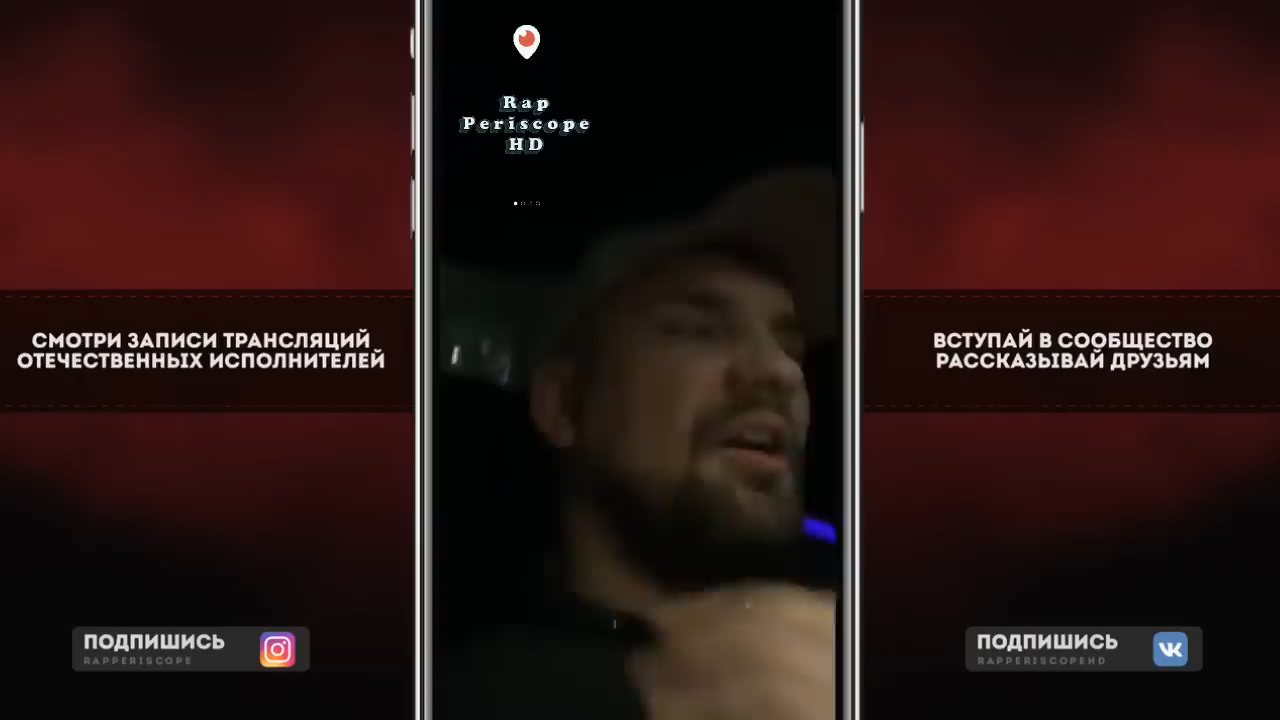 Rap
Periscope
HD
СМОТРИ ЗАПИСИ ТРАНСЛЯЦИЙ
ОТЕЧЕСТВЕННЫХ ИСПОЛНИТЕЛЕЙ
ВСТУПАЙ В СООБЩЕСТВО
РАССКАЗЫВАЙ ДРУЗЬЯМ
ПОДПИШИСЬ
RAPPERISCOPE
ПОДПИШИСЬ
RAPPERISCOPEHD